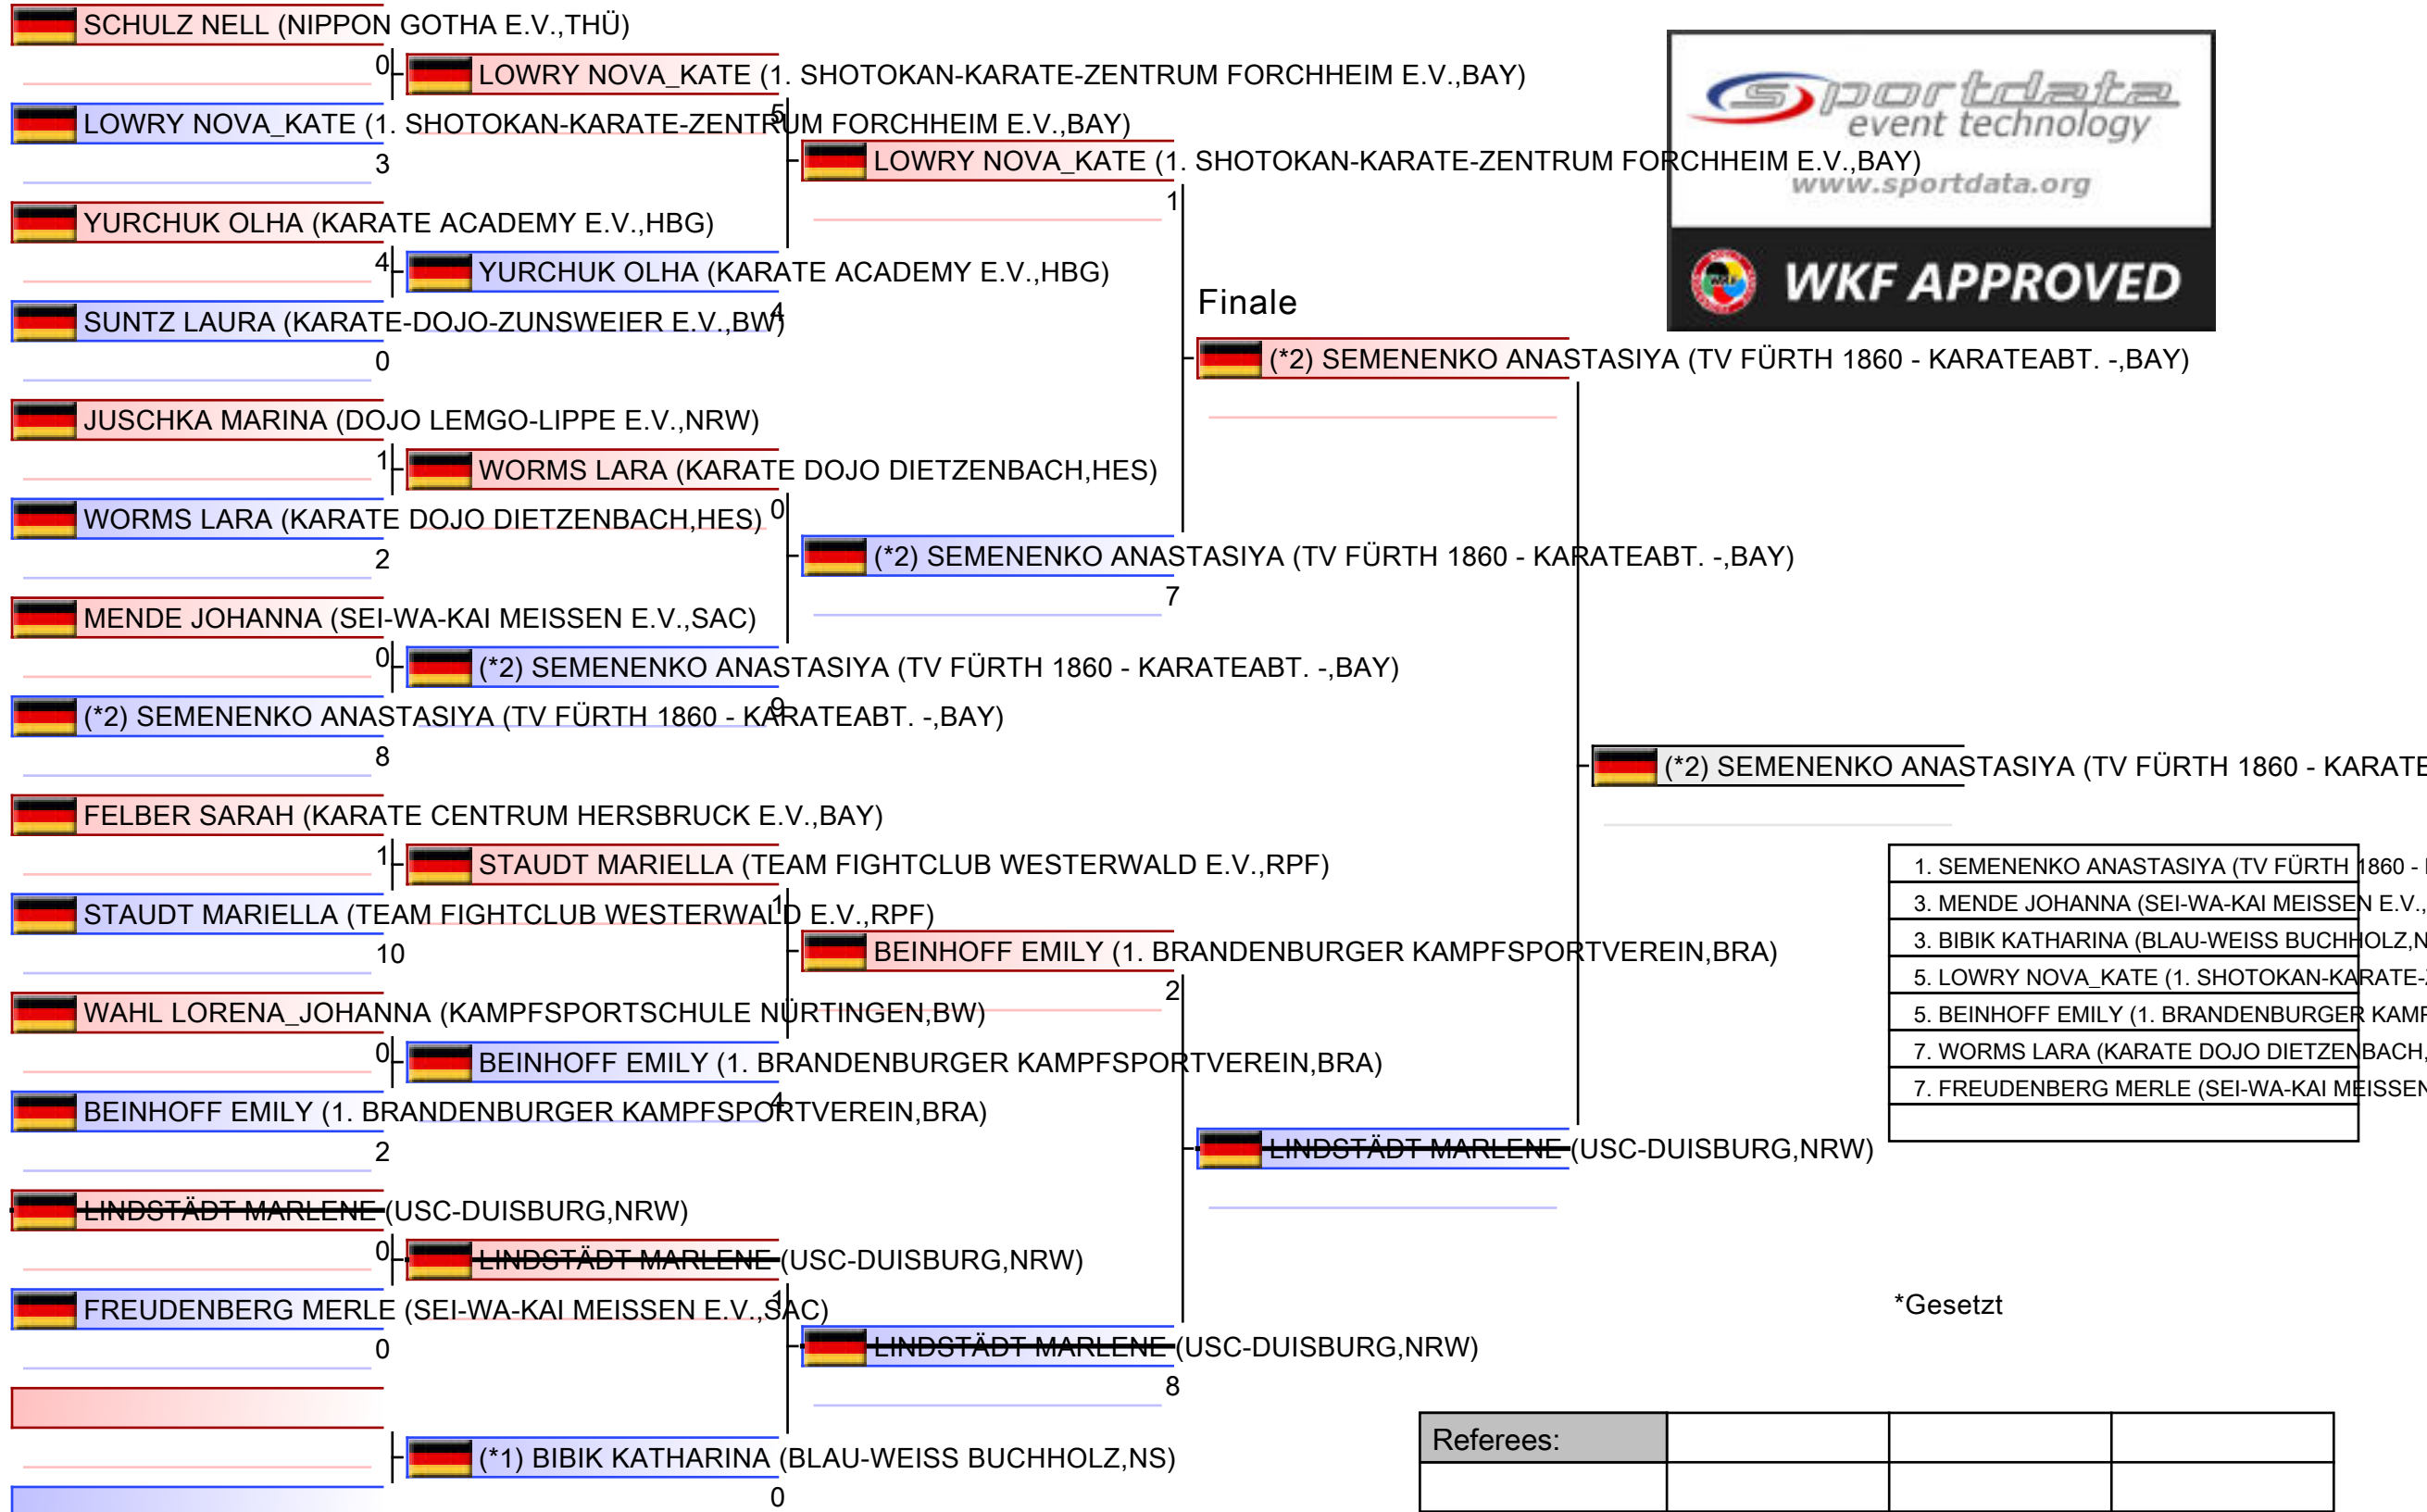 SCHULZ NELL (NIPPON GOTHA E.V.,THÜ)
0
LOWRY NOVA_KATE (1. SHOTOKAN-KARATE-ZENTRUM FORCHHEIM E.V.,BAY)
5
LOWRY NOVA_KATE (1. SHOTOKAN-KARATE-ZENTRUM FORCHHEIM E.V.,BAY)
3
LOWRY NOVA_KATE (1. SHOTOKAN-KARATE-ZENTRUM FORCHHEIM E.V.,BAY)
1
YURCHUK OLHA (KARATE ACADEMY E.V.,HBG)
4
YURCHUK OLHA (KARATE ACADEMY E.V.,HBG)
4
SUNTZ LAURA (KARATE-DOJO-ZUNSWEIER E.V.,BW)
0
sportdata
event technology
www.sportdata.org
WKF
WKF APPROVED
Finale
(*2) SEMENENKO ANASTASIYA (TV FÜRTH 1860 - KARATEABT. -,BAY)
JUSCHKA MARINA (DOJO LEMGO-LIPPE E.V.,NRW)
1
WORMS LARA (KARATE DOJO DIETZENBACH,HES)
0
WORMS LARA (KARATE DOJO DIETZENBACH,HES)
2
(*2) SEMENENKO ANASTASIYA (TV FÜRTH 1860 - KARATEABT. -,BAY)
7
MENDE JOHANNA (SEI-WA-KAI MEISSEN E.V.,SAC)
0
(*2) SEMENENKO ANASTASIYA (TV FÜRTH 1860 - KARATEABT. -,BAY)
9
(*2) SEMENENKO ANASTASIYA (TV FÜRTH 1860 - KARATEABT. -,BAY)
8
(*2) SEMENENKO ANASTASIYA (TV FÜRTH 1860 - KARATE
FELBER SARAH (KARATE CENTRUM HERSBRUCK E.V.,BAY)
1
STAUDT MARIELLA (TEAM FIGHTCLUB WESTERWALD E.V.,RPF)
1
STAUDT MARIELLA (TEAM FIGHTCLUB WESTERWALD E.V.,RPF)
10
BEINHOFF EMILY (1. BRANDENBURGER KAMPFSPORTVEREIN,BRA)
2
WAHL LORENA_JOHANNA (KAMPFSPORTSCHULE NÜRTINGEN,BW)
0
BEINHOFF EMILY (1. BRANDENBURGER KAMPFSPORTVEREIN,BRA)
4
BEINHOFF EMILY (1. BRANDENBURGER KAMPFSPORTVEREIN,BRA)
2
1. SEMENENKO ANASTASIYA (TV FÜRTH 1860 -
3. MENDE JOHANNA (SEI-WA-KAI MEISSEN E.V.,
3. BIBIK KATHARINA (BLAU-WEISS BUCHHOLZ,N
5. LOWRY NOVA_KATE (1. SHOTOKAN-KARATE-
5. BEINHOFF EMILY (1. BRANDENBURGER KAMP
7. WORMS LARA (KARATE DOJO DIETZENBACH,
7. FREUDENBERG MERLE (SEI-WA-KAI MEISSEN
LINDSTÄDT MARLENE (USC-DUISBURG,NRW)
LINDSTÄDT MARLENE (USC-DUISBURG,NRW)
0
LINDSTÄDT MARLENE (USC-DUISBURG,NRW)
1
FREUDENBERG MERLE (SEI-WA-KAI MEISSEN E.V.,SAC)
0
LINDSTÄDT MARLENE (USC-DUISBURG,NRW)
8
*Gesetzt
(*1) BIBIK KATHARINA (BLAU-WEISS BUCHHOLZ,NS)
0
Referees: